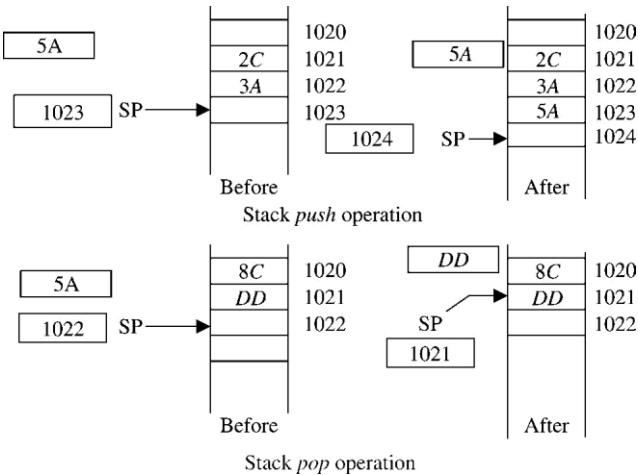 1020
1020
5A
5A
2C
1021
2C
1021
3A
1022
3A
1022
1023
SP
1023
5A
1023
1024
SP
1024
Before
After
Stack push operation
DD
8C
1020
8C
1020
5A
DD
1021
DD
1021
1022
SP
1022
SP
1022
1021
Before
After
Stack pop operation